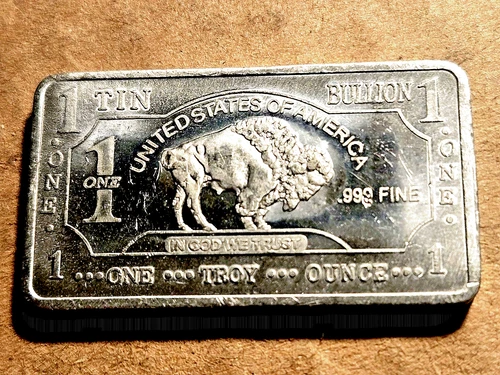 1 TIN BULLION 1
UNITED STATES OF AMERICA
·ONE·
1
ONE
.999 FINE
·ONE·
IN GOD WE TRUST
1 ···ONE ··· TROY ··· OUNCE··· 1